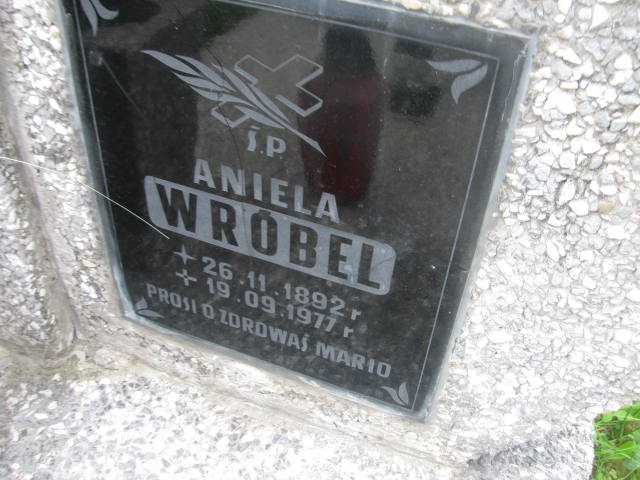 Ś.P.
ANIELA
WRÓBEL
26.11.1892 r
19.09.1977 r.
PROSI O ZDROWAŚ MARIO